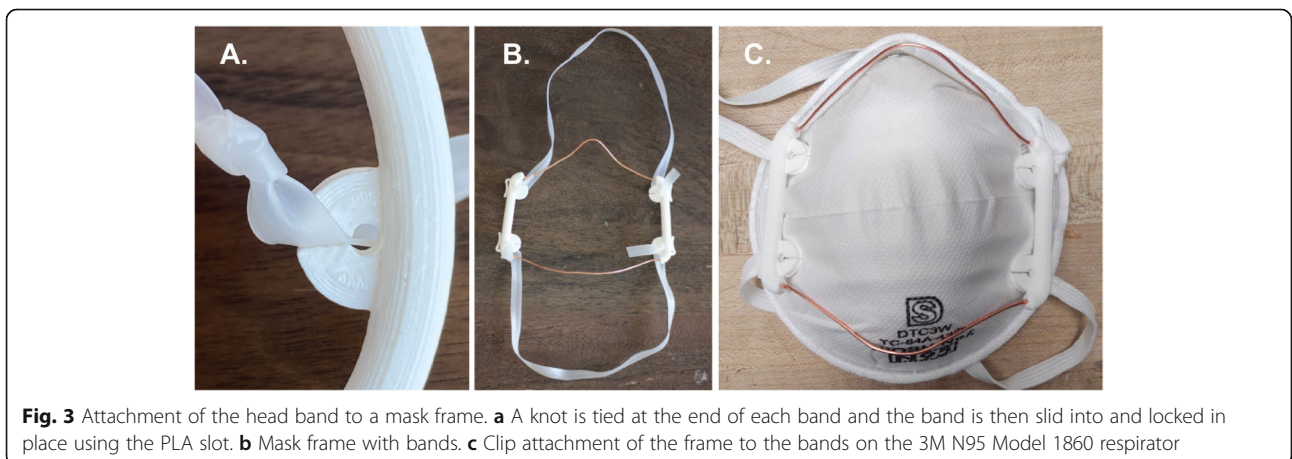 A.
B.
C.
DS
DTC3W
Fig. 3 Attachment of the head band to a mask frame. a A knot is tied at the end of each band and the band is then slid into and locked in
place using the PLA slot. b Mask frame with bands. c Clip attachment of the frame to the bands on the 3M N95 Model 1860 respirator